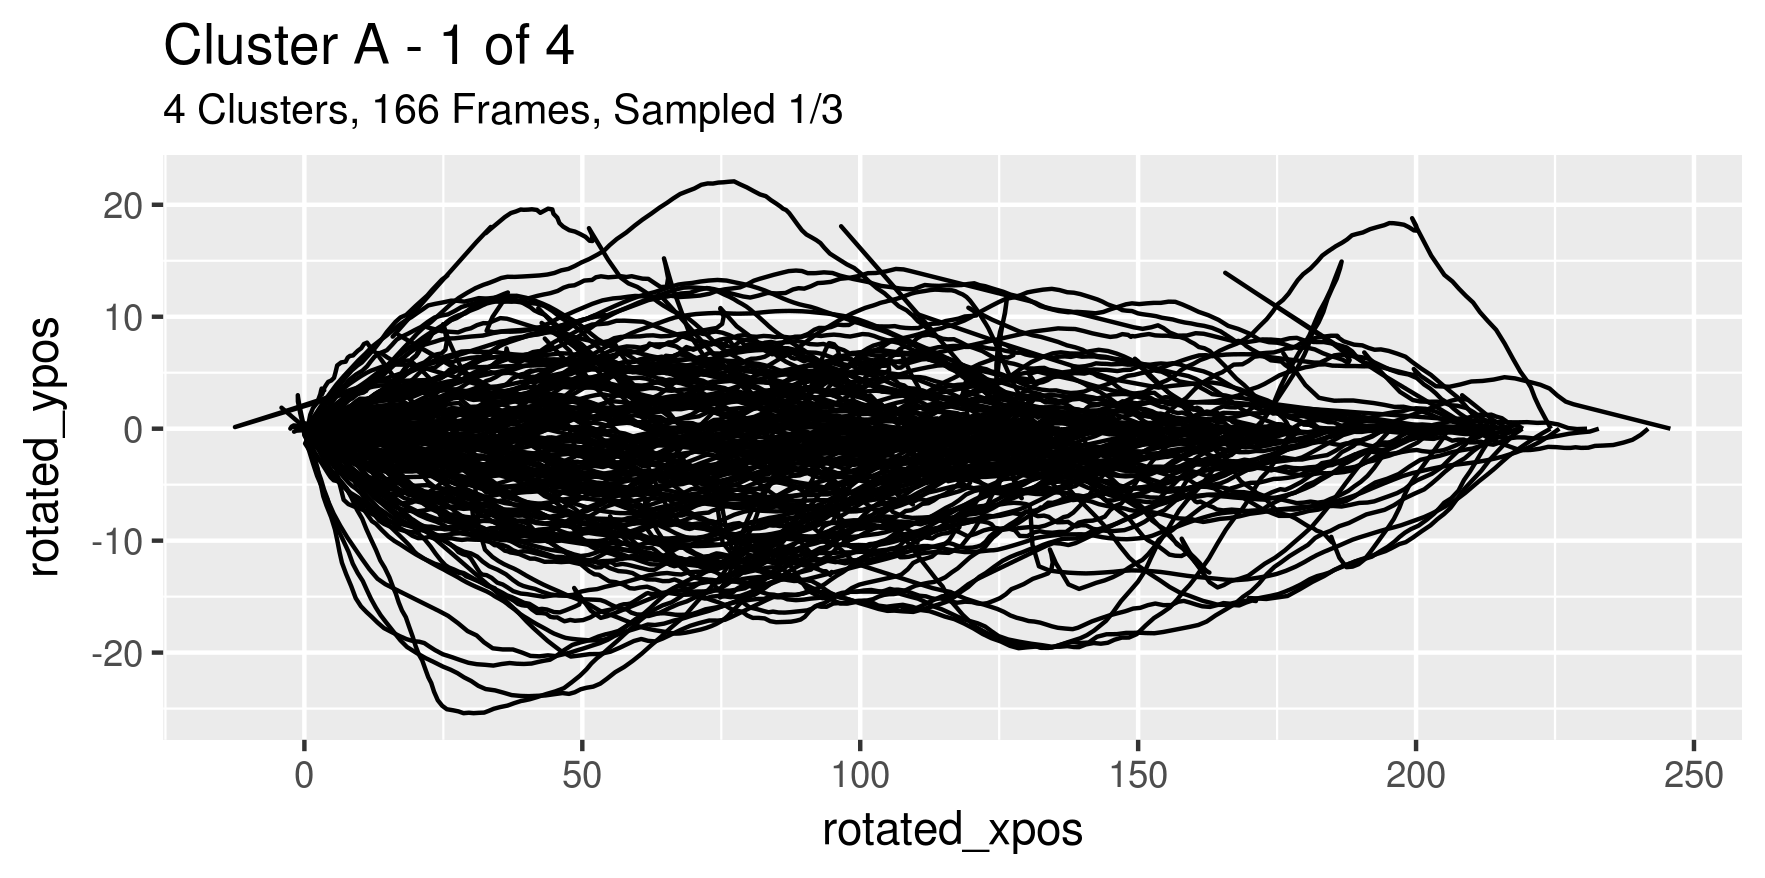 Cluster A - 1 of 4
4 Clusters, 166 Frames, Sampled 1/3
rotated_ypos
20
10
0
-10
-20
0 50 100 150 200 250
rotated_xpos